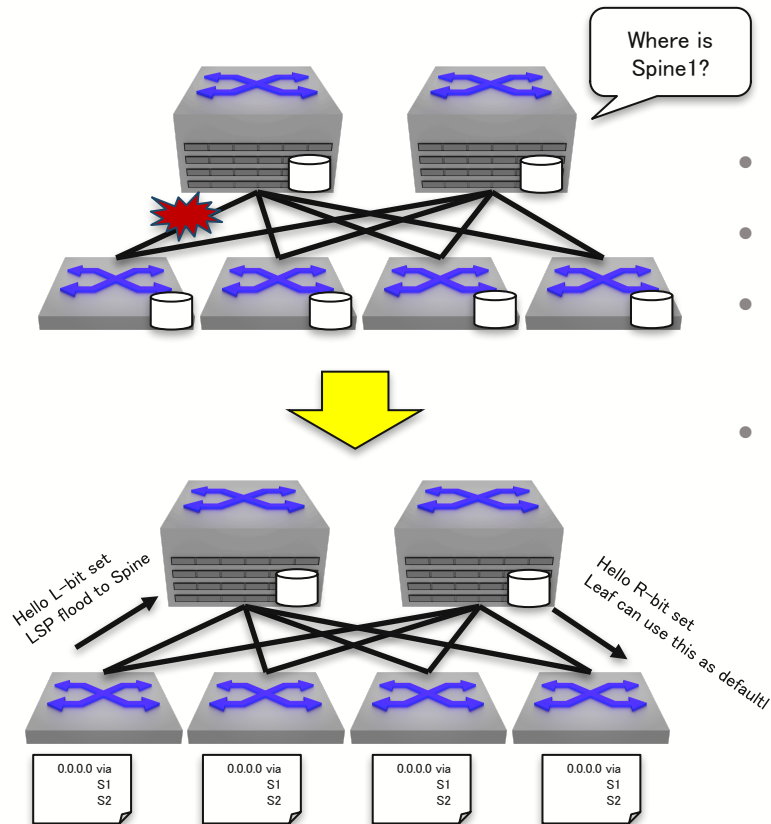 Where is
Spine1?
Hello L-bit set
LSP flood to Spine
Hello R-bit set
Leaf can use this as default!
0.0.0.0 via
S1
S2
0.0.0.0 via
S1
S2
0.0.0.0 via
S1
S2
0.0.0.0 via
S1
S2